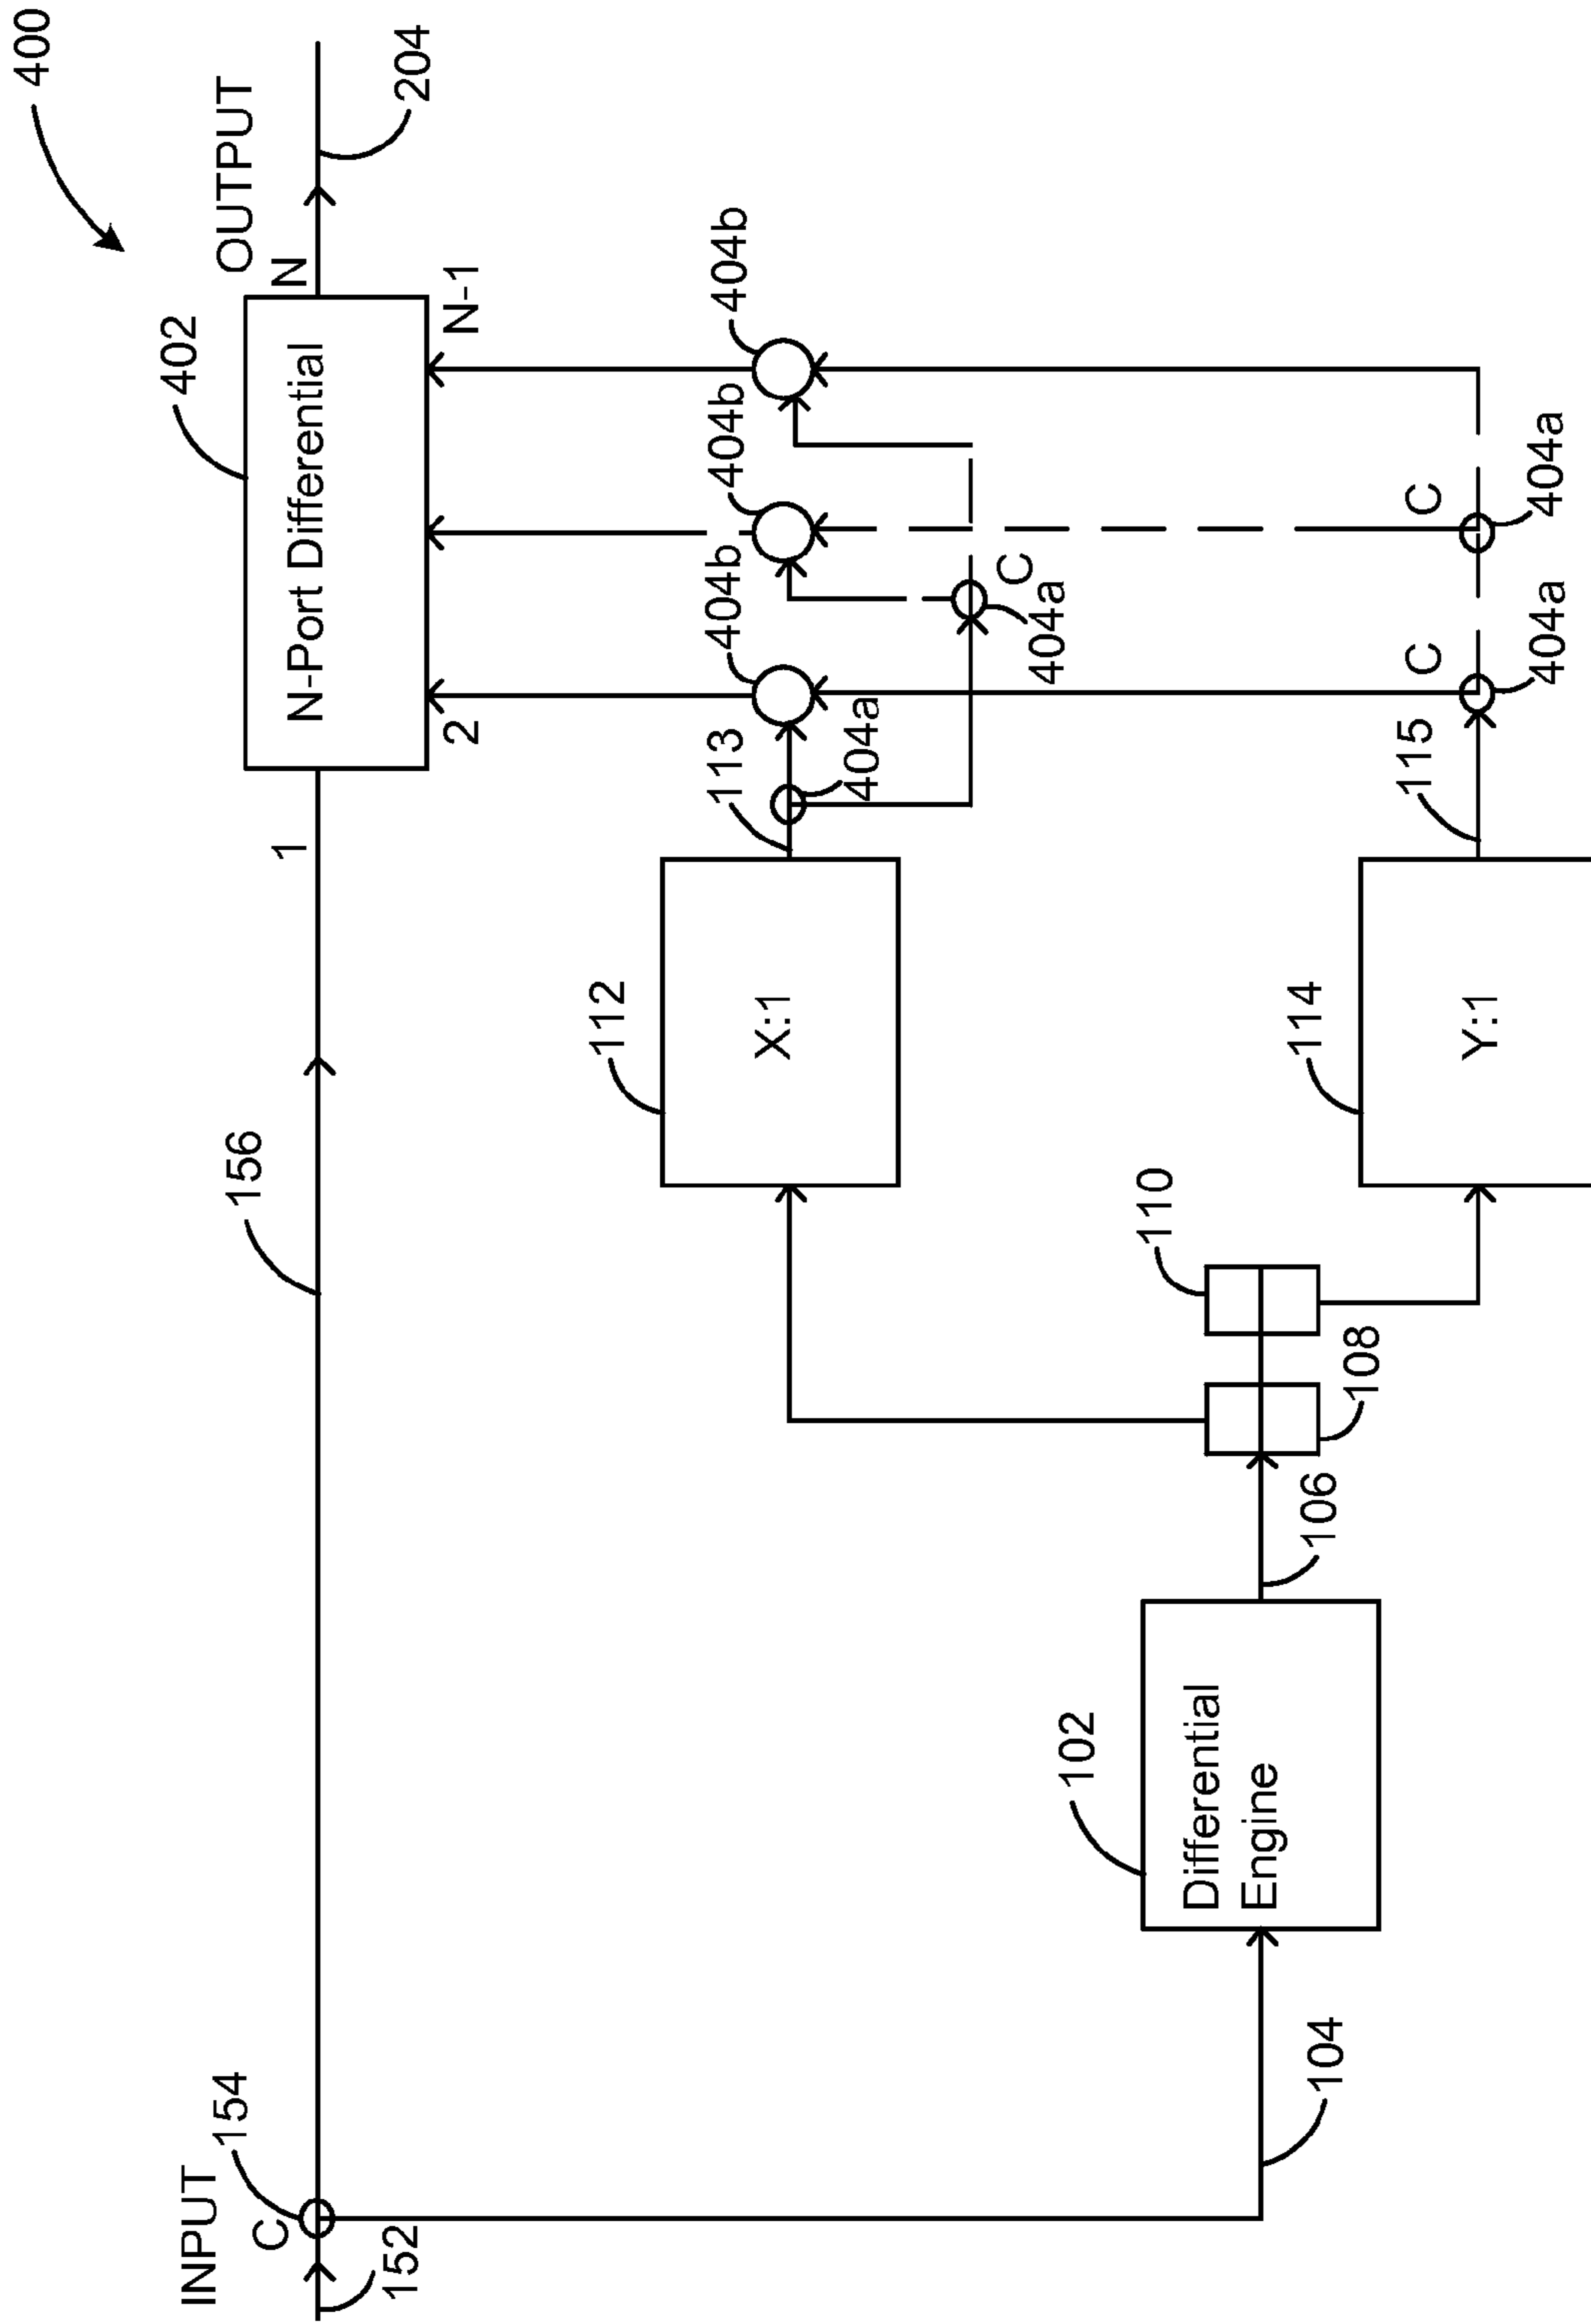 400
OUTPUT
204
N
402
N-Port Differential
N-1
1
2
156
INPUT
C
154
152
404b
404b
404b
113
404a
C
404a
112
X:1
115
C
404a
C
404a
114
Y:1
110
108
106
102
Differential
Engine
104